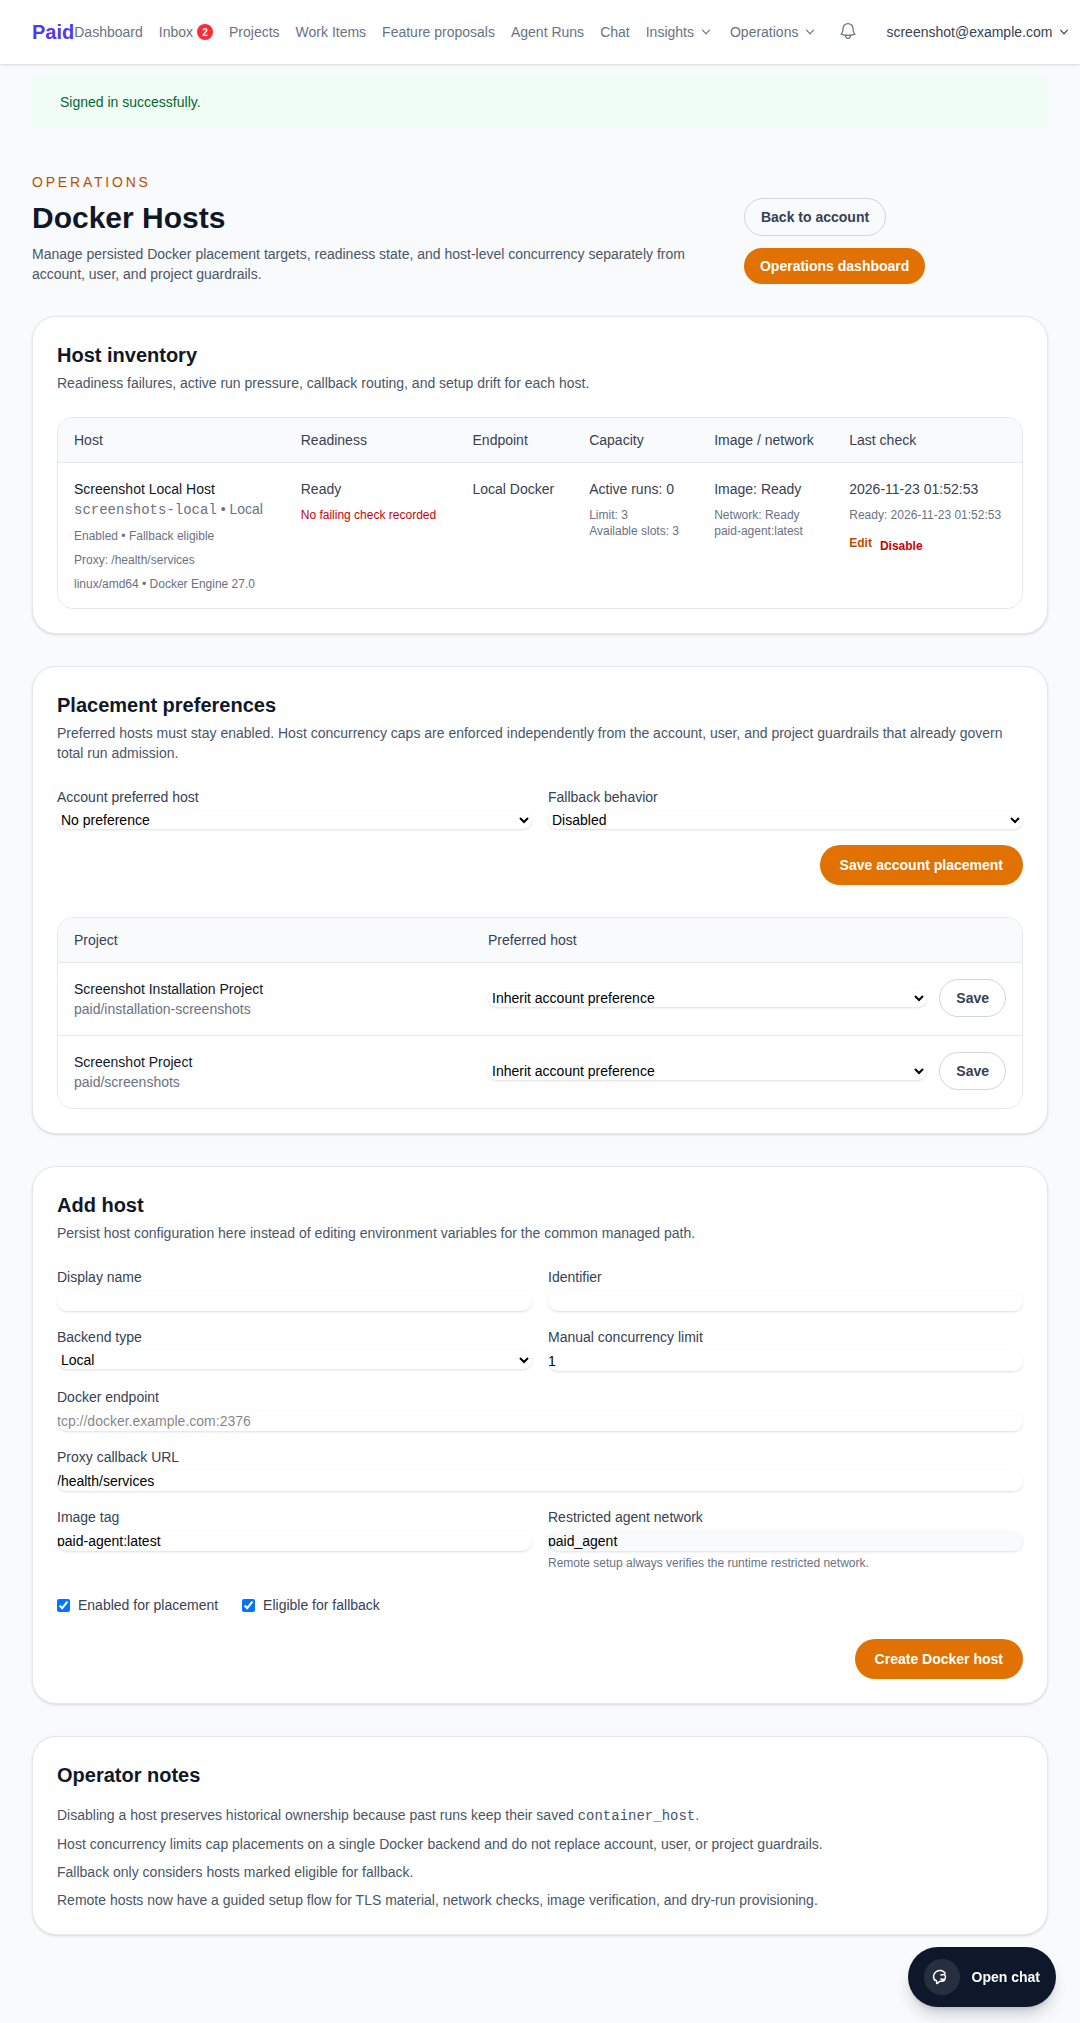 Paid Dashboard Inbox 2 Projects Work Items Feature proposals Agent Runs Chat Insights Operations screenshot@example.com
Signed in successfully.
OPERATIONS
Docker Hosts
Manage persisted Docker placement targets, readiness state, and host-level concurrency separately from
account, user, and project guardrails.
Back to account
Operations dashboard
Host inventory
Readiness failures, active run pressure, callback routing, and setup drift for each host.
Host Readiness Endpoint Capacity Image / network Last check
Screenshot Local Host
screenshots-local • Local
Enabled • Fallback eligible
Proxy: /health/services
linux/amd64 • Docker Engine 27.0
Ready
No failing check recorded
Local Docker
Active runs: 0
Limit: 3
Available slots: 3
Image: Ready
Network: Ready
paid-agent:latest
2026-11-23 01:52:53
Ready: 2026-11-23 01:52:53
Edit Disable
Placement preferences
Preferred hosts must stay enabled. Host concurrency caps are enforced independently from the account, user, and project guardrails that already govern
total run admission.
Account preferred host
No preference
Fallback behavior
Disabled
Save account placement
Project Preferred host
Screenshot Installation Project
paid/installation-screenshots
Inherit account preference Save
Screenshot Project
paid/screenshots
Inherit account preference Save
Add host
Persist host configuration here instead of editing environment variables for the common managed path.
Display name
Identifier
Backend type
Local
Manual concurrency limit
1
Docker endpoint
tcp://docker.example.com:2376
Proxy callback URL
/health/services
Image tag
paid-agent:latest
Restricted agent network
paid_agent
Remote setup always verifies the runtime restricted network.
Enabled for placement Eligible for fallback
Create Docker host
Operator notes
Disabling a host preserves historical ownership because past runs keep their saved container_host.
Host concurrency limits cap placements on a single Docker backend and do not replace account, user, or project guardrails.
Fallback only considers hosts marked eligible for fallback.
Remote hosts now have a guided setup flow for TLS material, network checks, image verification, and dry-run provisioning.
Open chat